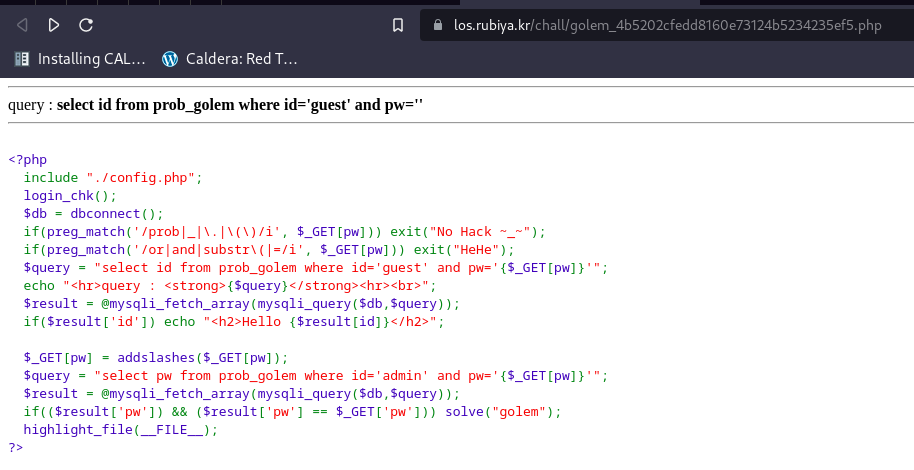 los.rubiya.kr/chall/golem_4b5202cfedd8160e73124b5234235ef5.php
Installing CAL... Caldera: Red T...
query : select id from prob_golem where id='guest' and pw=''
<?php
  include "./config.php";
  login_chk();
  $db = dbconnect();
  if(preg_match('/prob|_|\.|\(\)/i', $_GET[pw])) exit("No Hack ~_~");
  if(preg_match('/or|and|substr\(|=/i', $_GET[pw])) exit("HeHe");
  $query = "select id from prob_golem where id='guest' and pw='{$_GET[pw]}'";
  echo "<hr>query : <strong>{$query}</strong><hr><br>";
  $result = @mysqli_fetch_array(mysqli_query($db,$query));
  if($result['id']) echo "<h2>Hello {$result[id]}</h2>";
  $_GET[pw] = addslashes($_GET[pw]);
  $query = "select pw from prob_golem where id='admin' and pw='{$_GET[pw]}'";
  $result = @mysqli_fetch_array(mysqli_query($db,$query));
  if(($result['pw']) && ($result['pw'] == $_GET['pw'])) solve("golem");
  highlight_file(__FILE__);
?>